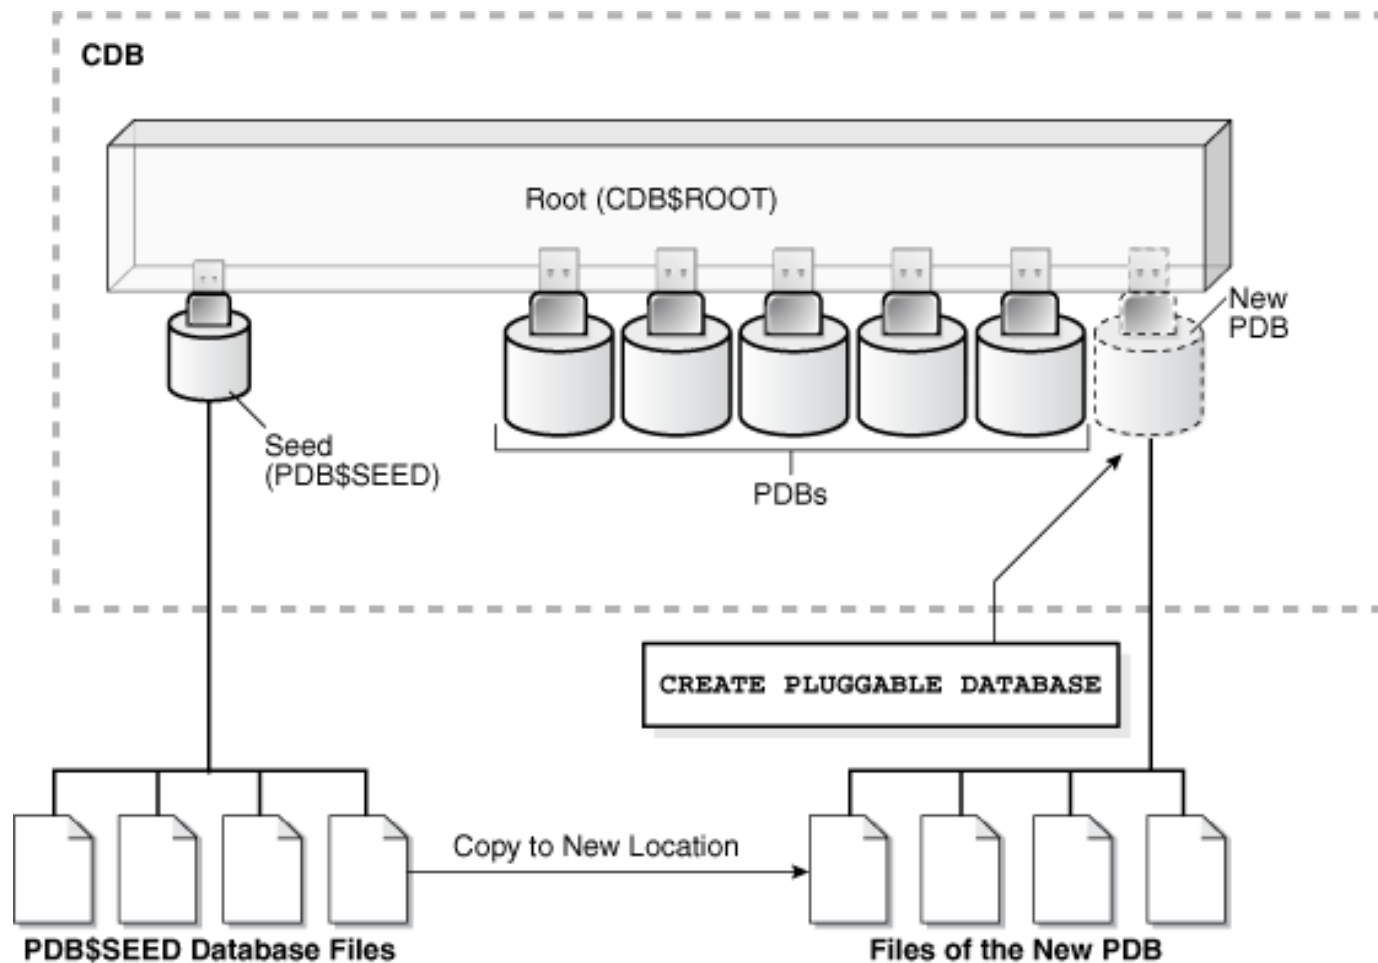 CDB
Root (CDB$ROOT)
New
PDB
Seed
(PDB$SEED)
PDBs
CREATE PLUGGABLE DATABASE
Copy to New Location
PDB$SEED Database Files
Files of the New PDB